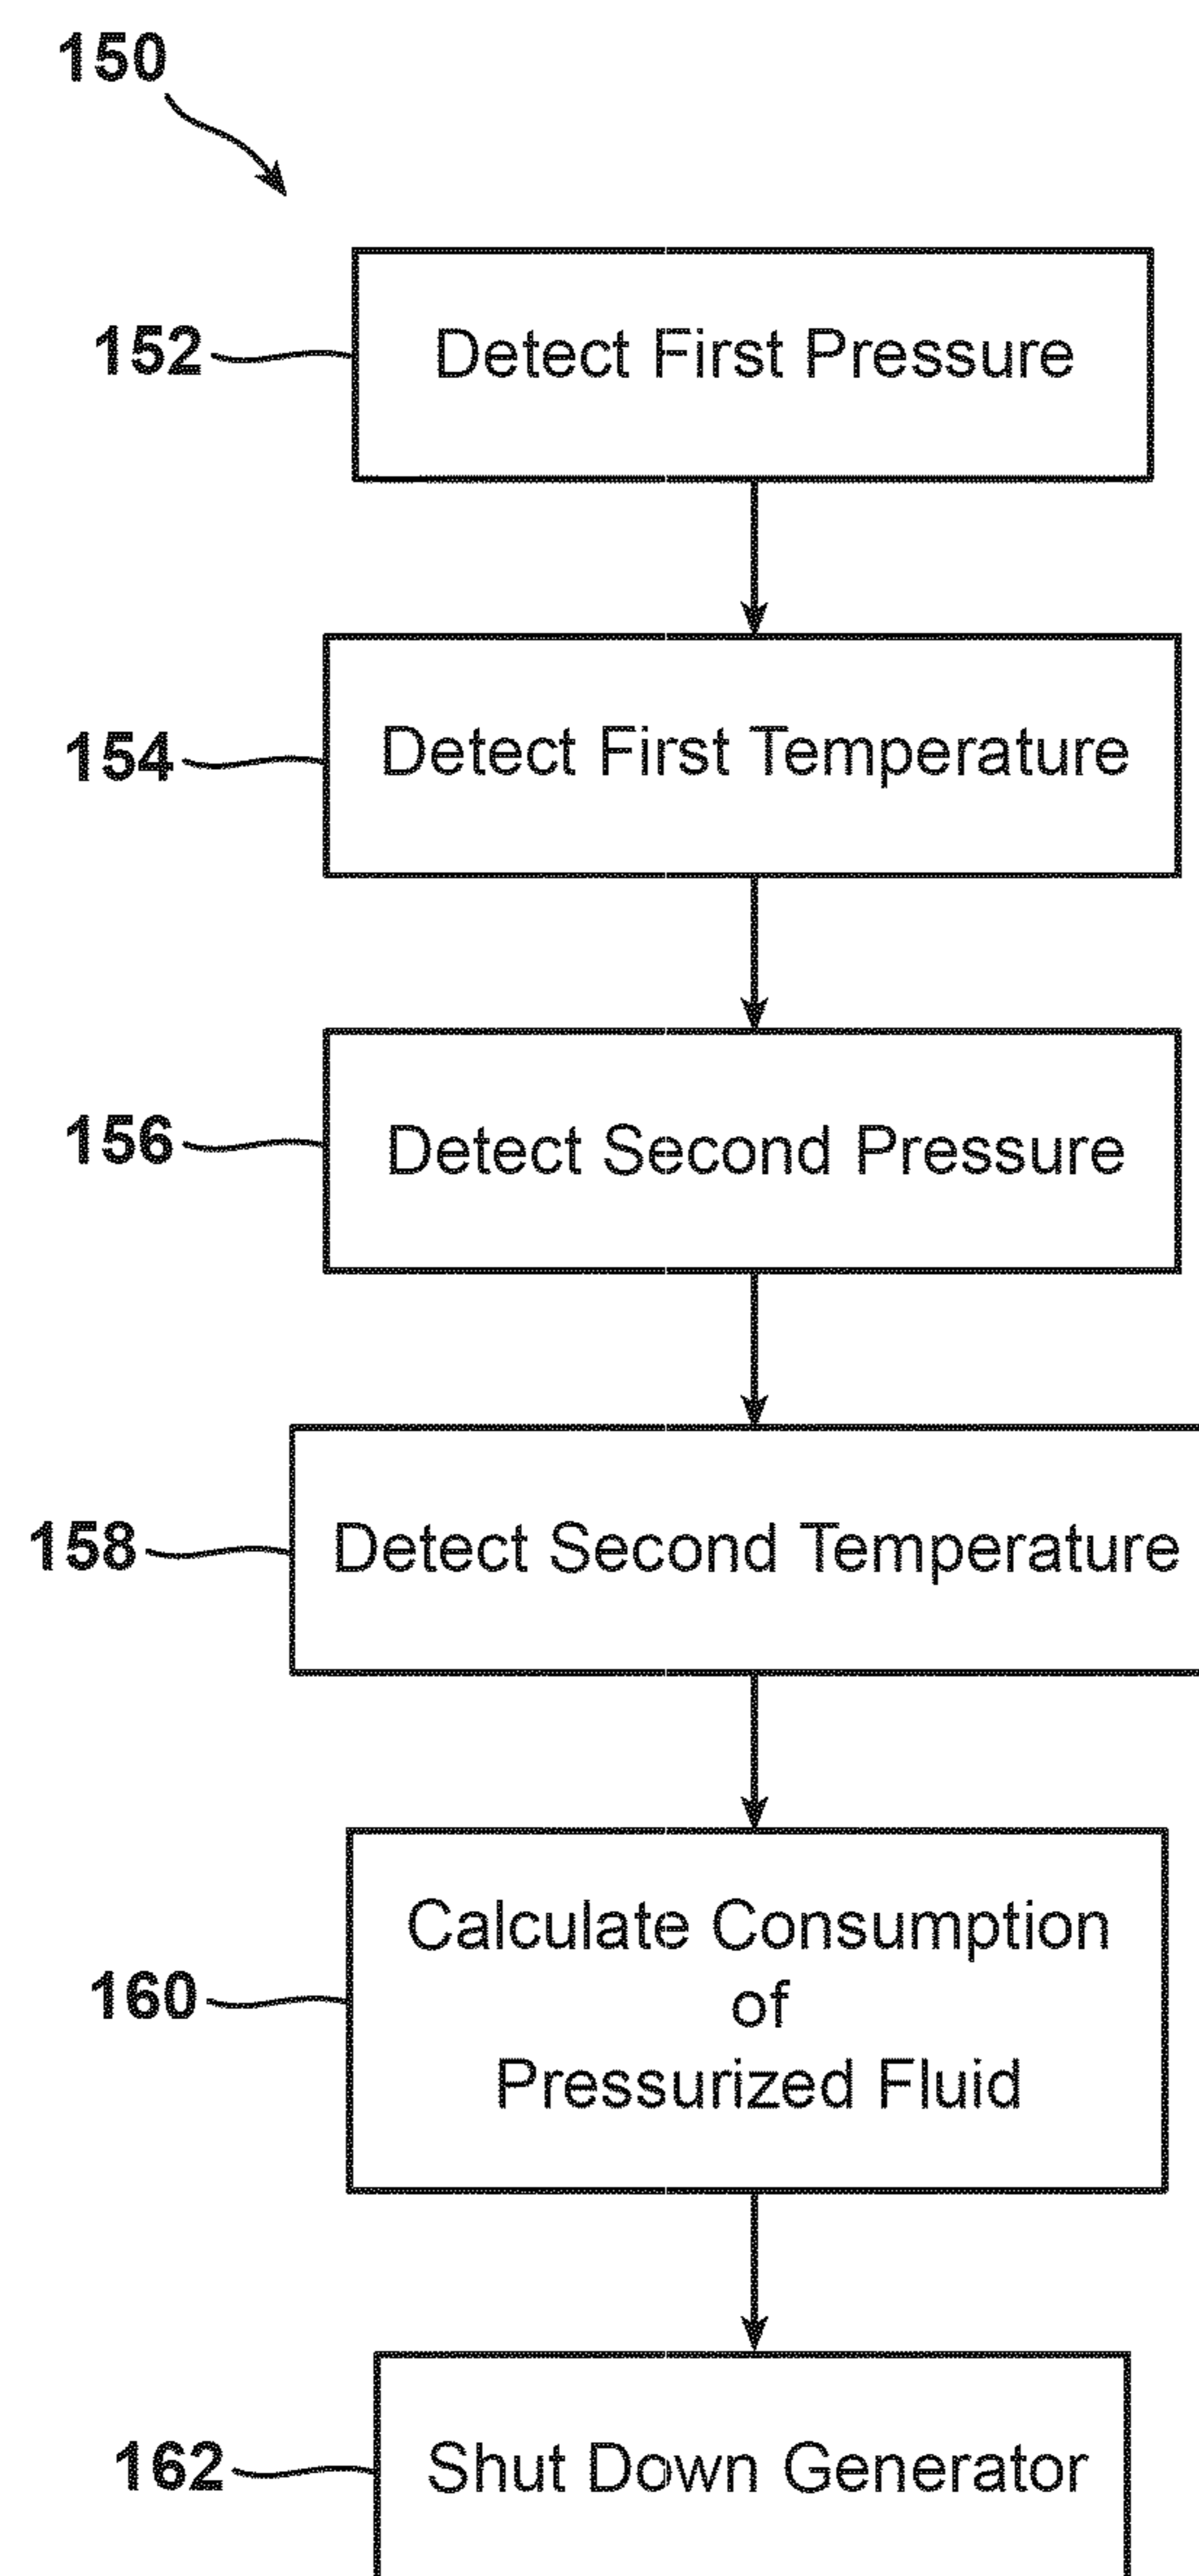 150
152 Detect First Pressure
154 Detect First Temperature
156 Detect Second Pressure
158 Detect Second Temperature
Calculate Consumption
160 of
Pressurized Fluid
162 Shut Down Generator